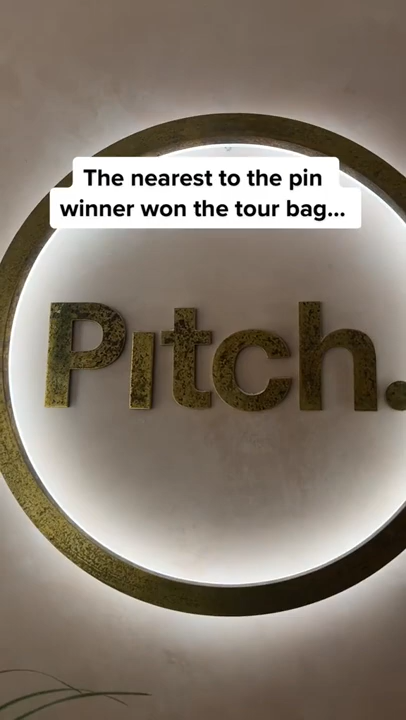 The nearest to the pin
winner won the tour bag...
Pitch.